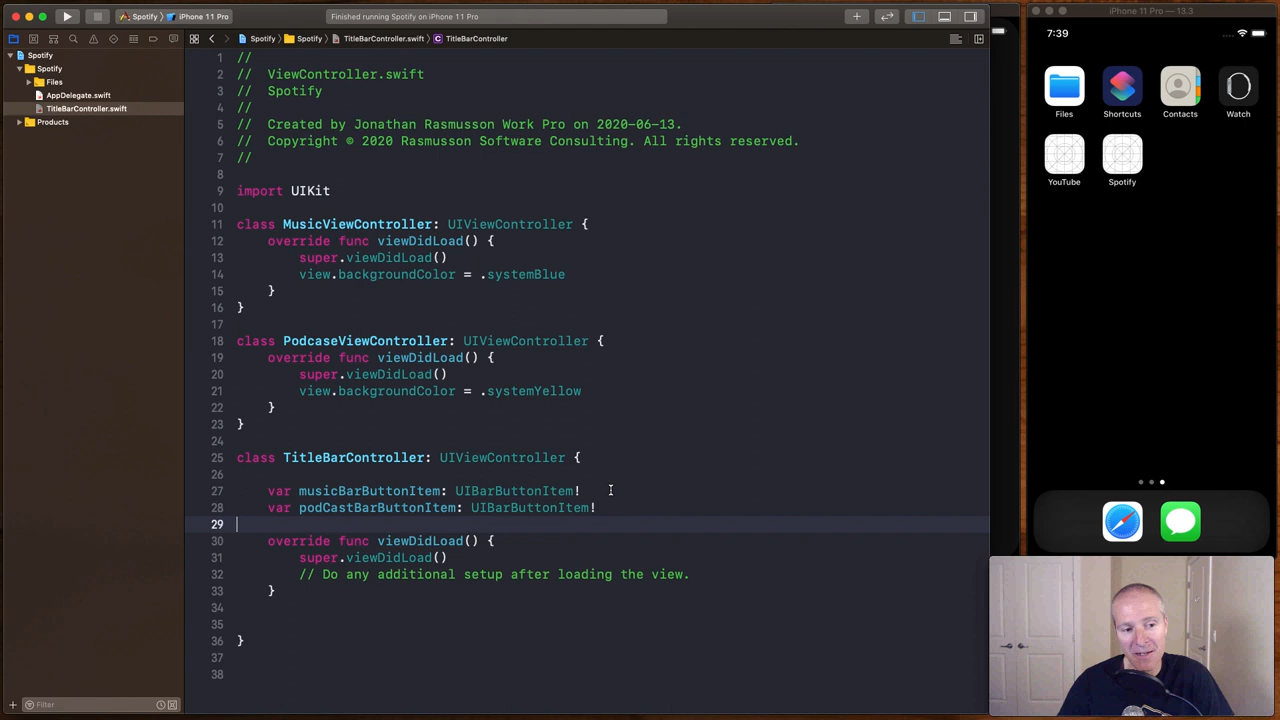 Spotify
iPhone 11 Pro
Finished running Spotify on iPhone 11 Pro
Spotify
Spotify
TitleBarController.swift
TitleBarController
Spotify
Spotify
Files
AppDelegate.swift
TitleBarController.swift
Products
Filter
1 //
2 //  ViewController.swift
3 //  Spotify
4 //
5 //  Created by Jonathan Rasmusson Work Pro on 2020-06-13.
6 //  Copyright © 2020 Rasmusson Software Consulting. All rights reserved.
7 //
8
9 import UIKit
10
11 class MusicViewController: UIViewController {
12     override func viewDidLoad() {
13         super.viewDidLoad()
14         view.backgroundColor = .systemBlue
15     }
16 }
17
18 class PodcaseViewController: UIViewController {
19     override func viewDidLoad() {
20         super.viewDidLoad()
21         view.backgroundColor = .systemYellow
22     }
23 }
24
25 class TitleBarController: UIViewController {
26
27     var musicBarButtonItem: UIBarButtonItem!
28     var podCastBarButtonItem: UIBarButtonItem!
29
30     override func viewDidLoad() {
31         super.viewDidLoad()
32         // Do any additional setup after loading the view.
33     }
34
35
36 }
37
38
iPhone 11 Pro — 13.3
7:39
Files
Shortcuts
Contacts
Watch
YouTube
Spotify